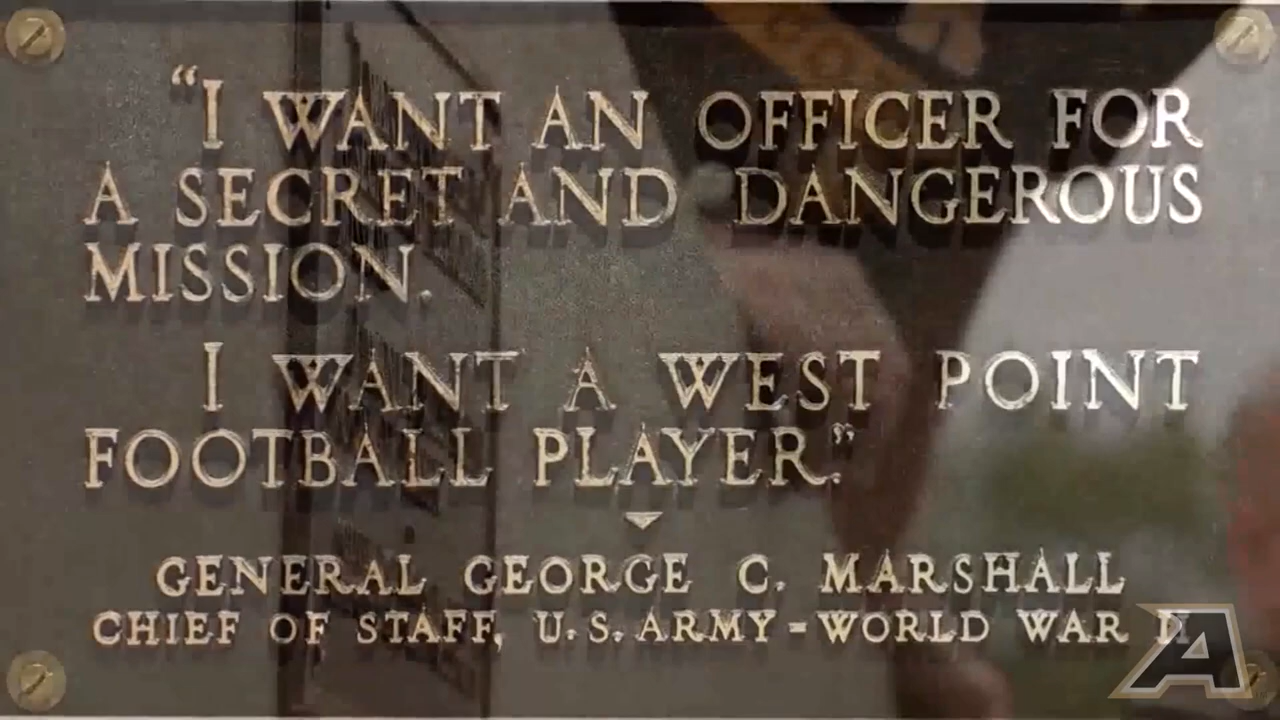 “I WANT AN OFFICER FOR
A SECRET AND DANGEROUS
MISSION.
I WANT A WEST POINT
FOOTBALL PLAYER.”
GENERAL GEORGE C. MARSHALL
CHIEF OF STAFF, U.S. ARMY-WORLD WAR II
A